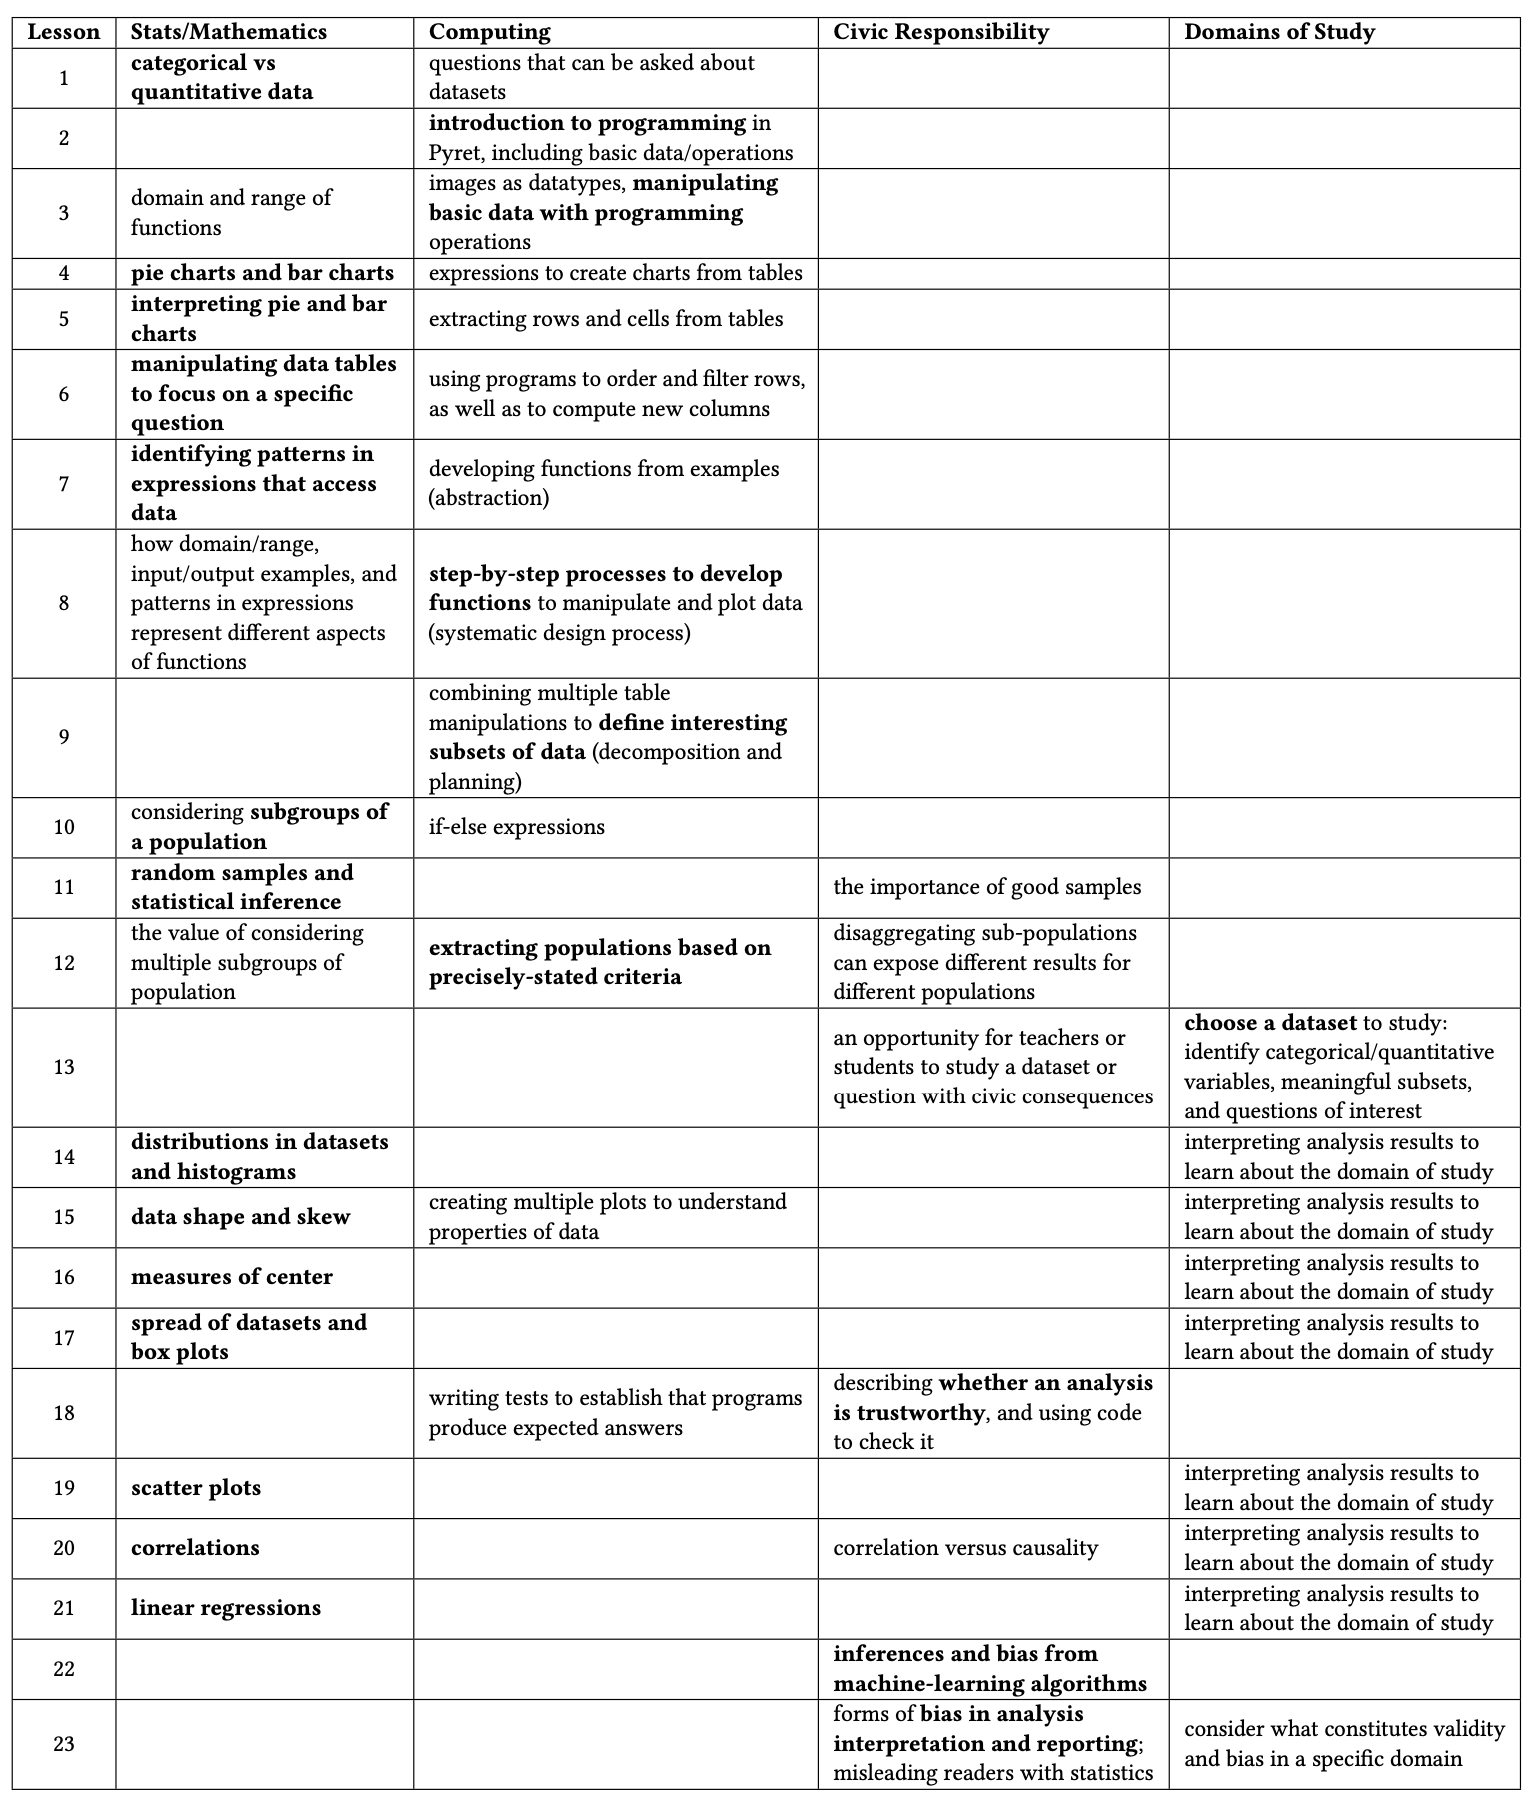 Lesson Stats/Mathematics Computing Civic Responsibility Domains of Study
1
categorical vs
quantitative data
questions that can be asked about
datasets
2
introduction to programming in
Pyret, including basic data/operations
3
domain and range of
functions
images as datatypes, manipulating
basic data with programming
operations
4
pie charts and bar charts
expressions to create charts from tables
5
interpreting pie and bar
charts
extracting rows and cells from tables
6
manipulating data tables
to focus on a specific
question
using programs to order and filter rows,
as well as to compute new columns
7
identifying patterns in
expressions that access
data
developing functions from examples
(abstraction)
8
how domain/range,
input/output examples, and
patterns in expressions
represent different aspects
of functions
step-by-step processes to develop
functions to manipulate and plot data
(systematic design process)
9
combining multiple table
manipulations to define interesting
subsets of data (decomposition and
planning)
10
considering subgroups of
a population
if-else expressions
11
random samples and
statistical inference
the importance of good samples
12
the value of considering
multiple subgroups of
population
extracting populations based on
precisely-stated criteria
disaggregating sub-populations
can expose different results for
different populations
13
an opportunity for teachers or
students to study a dataset or
question with civic consequences
choose a dataset to study:
identify categorical/quantitative
variables, meaningful subsets,
and questions of interest
14
distributions in datasets
and histograms
interpreting analysis results to
learn about the domain of study
15
data shape and skew
creating multiple plots to understand
properties of data
interpreting analysis results to
learn about the domain of study
16
measures of center
interpreting analysis results to
learn about the domain of study
17
spread of datasets and
box plots
interpreting analysis results to
learn about the domain of study
18
writing tests to establish that programs
produce expected answers
describing whether an analysis
is trustworthy, and using code
to check it
19
scatter plots
interpreting analysis results to
learn about the domain of study
20
correlations
correlation versus causality
interpreting analysis results to
learn about the domain of study
21
linear regressions
interpreting analysis results to
learn about the domain of study
22
inferences and bias from
machine-learning algorithms
23
forms of bias in analysis
interpretation and reporting;
misleading readers with statistics
consider what constitutes validity
and bias in a specific domain